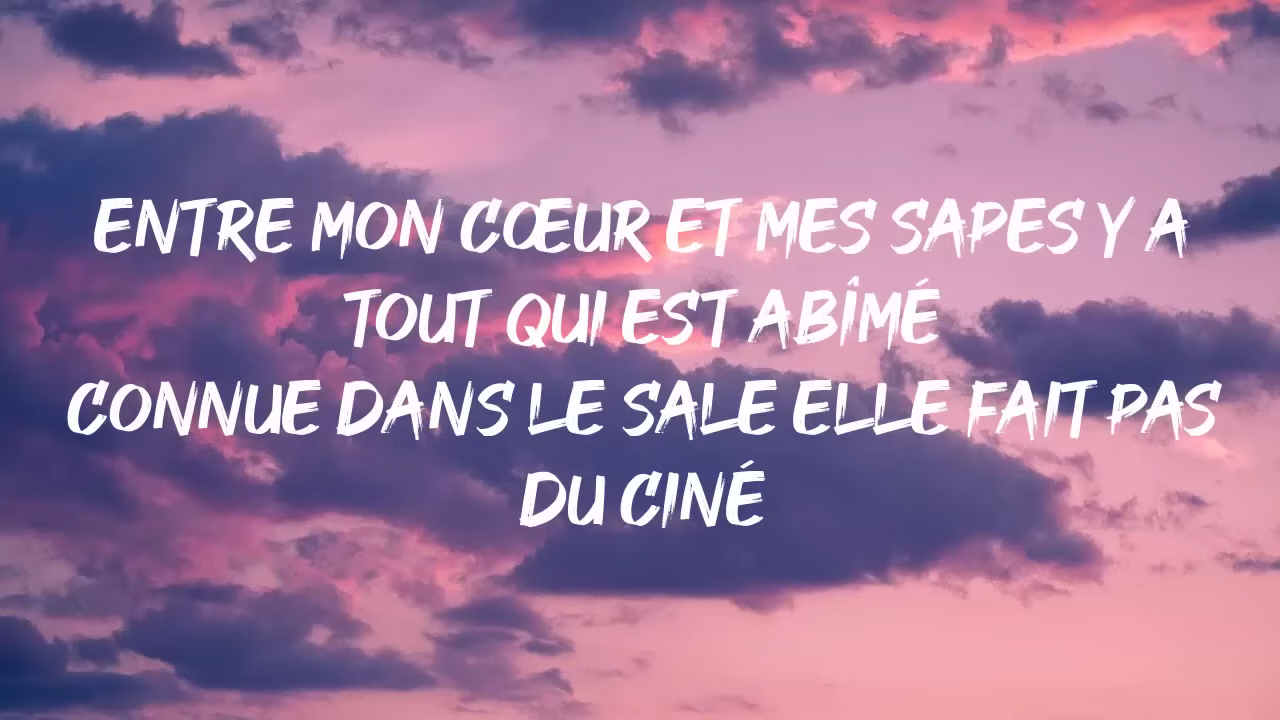 ENTRE MON CŒUR ET MES SAPES Y A
TOUT QUI EST ABÎMÉ
CONNUE DANS LE SALE ELLE FAIT PAS
DU CINÉ